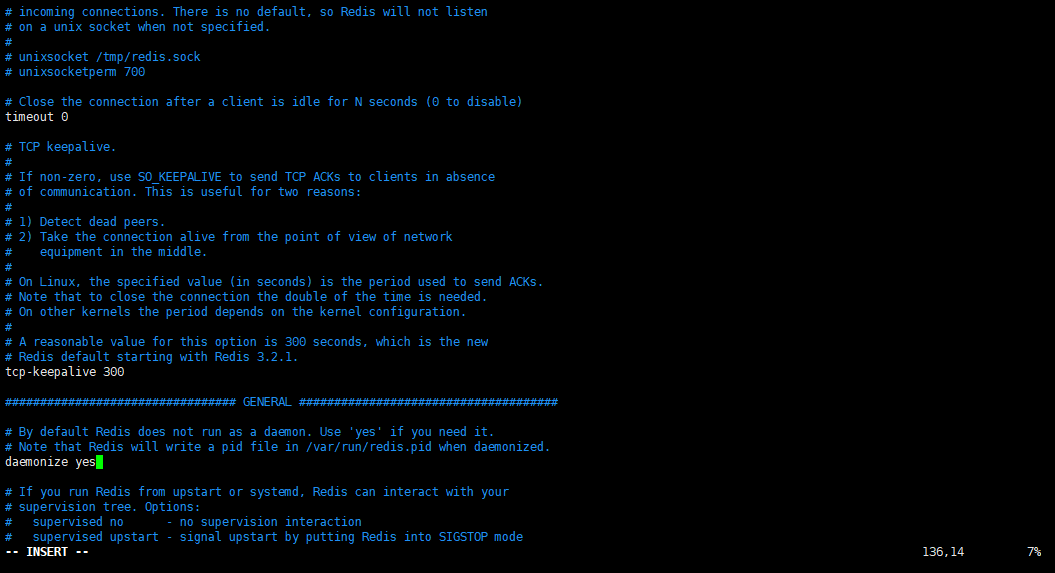 # incoming connections. There is no default, so Redis will not listen
# on a unix socket when not specified.
#
# unixsocket /tmp/redis.sock
# unixsocketperm 700
# Close the connection after a client is idle for N seconds (0 to disable)
timeout 0
# TCP keepalive.
#
# If non-zero, use SO_KEEPALIVE to send TCP ACKs to clients in absence
# of communication. This is useful for two reasons:
#
# 1) Detect dead peers.
# 2) Take the connection alive from the point of view of network
#    equipment in the middle.
#
# On Linux, the specified value (in seconds) is the period used to send ACKs.
# Note that to close the connection the double of the time is needed.
# On other kernels the period depends on the kernel configuration.
#
# A reasonable value for this option is 300 seconds, which is the new
# Redis default starting with Redis 3.2.1.
tcp-keepalive 300
################################# GENERAL #####################################
# By default Redis does not run as a daemon. Use 'yes' if you need it.
# Note that Redis will write a pid file in /var/run/redis.pid when daemonized.
daemonize yes
# If you run Redis from upstart or systemd, Redis can interact with your
# supervision tree. Options:
#   supervised no      - no supervision interaction
#   supervised upstart - signal upstart by putting Redis into SIGSTOP mode
-- INSERT -- 136,14 7%